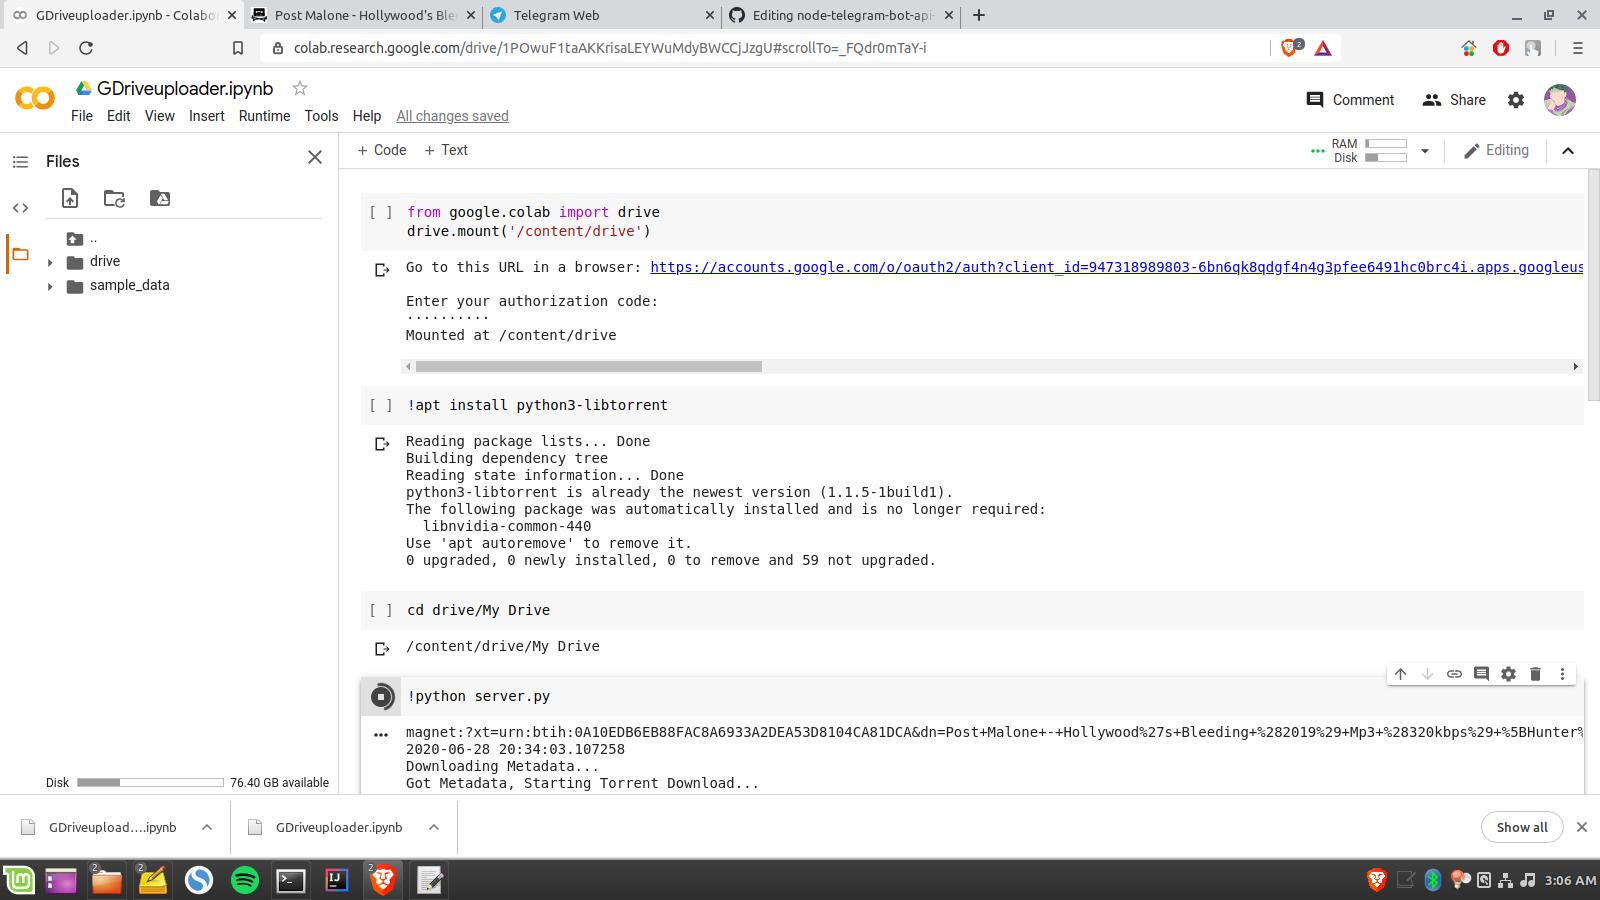 GDriveuploader.ipynb - Colabo
Post Malone - Hollywood's Ble
Telegram Web
Editing node-telegram-bot-api-
colab.research.google.com/drive/1POwuF1taAKKrisaLEYWuMdyBWCCjJzgU#scrollTo=_FQdr0mTaY-i
2
GDriveuploader.ipynb
File Edit View Insert Runtime Tools Help All changes saved
Comment
Share
Files
+ Code + Text
RAM
Disk
Editing
..
drive
sample_data
[ ] from google.colab import drive
drive.mount('/content/drive')
Go to this URL in a browser: https://accounts.google.com/o/oauth2/auth?client_id=947318989803-6bn6qk8qdgf4n4g3pfee6491hc0brc4i.apps.googleus
Enter your authorization code:
··········
Mounted at /content/drive
[ ] !apt install python3-libtorrent
Reading package lists... Done
Building dependency tree
Reading state information... Done
python3-libtorrent is already the newest version (1.1.5-1build1).
The following package was automatically installed and is no longer required:
libnvidia-common-440
Use 'apt autoremove' to remove it.
0 upgraded, 0 newly installed, 0 to remove and 59 not upgraded.
[ ] cd drive/My Drive
/content/drive/My Drive
!python server.py
magnet:?xt=urn:btih:0A10EDB6EB88FAC8A6933A2DEA53D8104CA81DCA&dn=Post+Malone+-+Hollywood%27s+Bleeding+%282019%29+Mp3+%28320kbps%29+%5BHunter%
2020-06-28 20:34:03.107258
Downloading Metadata...
Got Metadata, Starting Torrent Download...
Disk 76.40 GB available
GDriveupload....ipynb
GDriveuploader.ipynb
Show all
2
2
2
3:06 AM